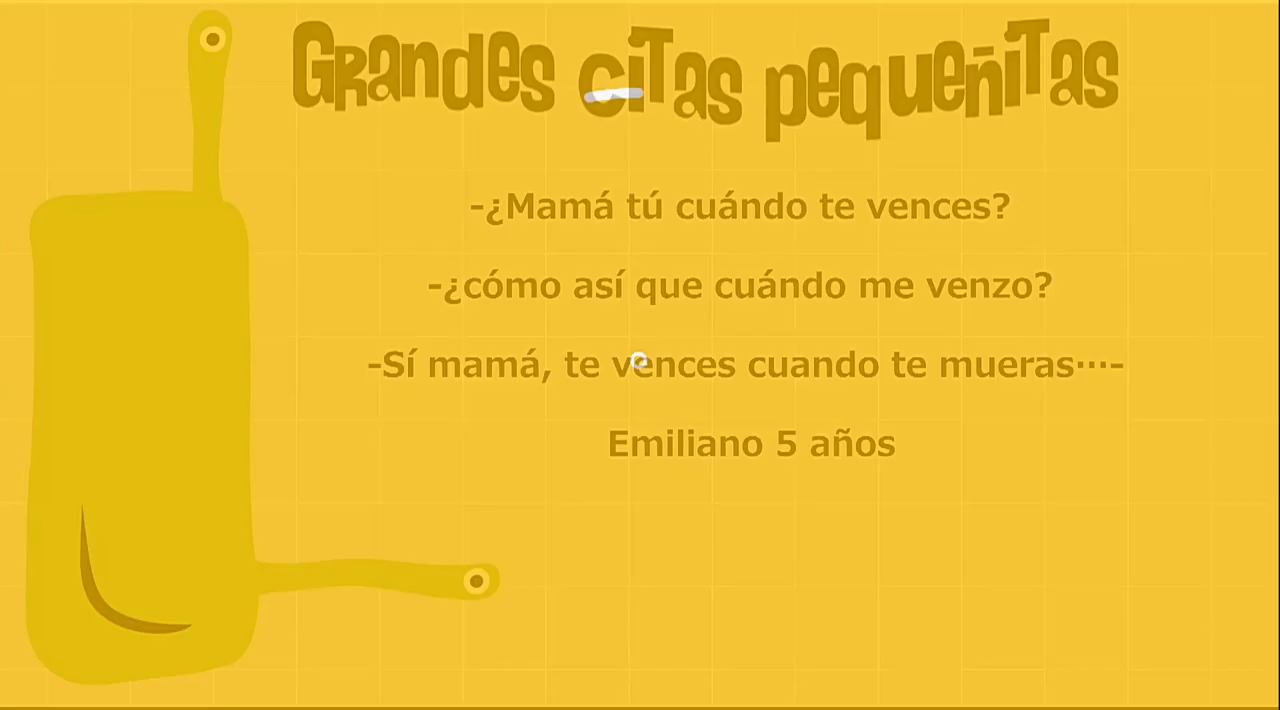 Grandes citas pequeñitas
-¿Mamá tú cuándo te vences?
-¿cómo así que cuándo me venzo?
-Sí mamá, te vences cuando te mueras···-
Emiliano 5 años